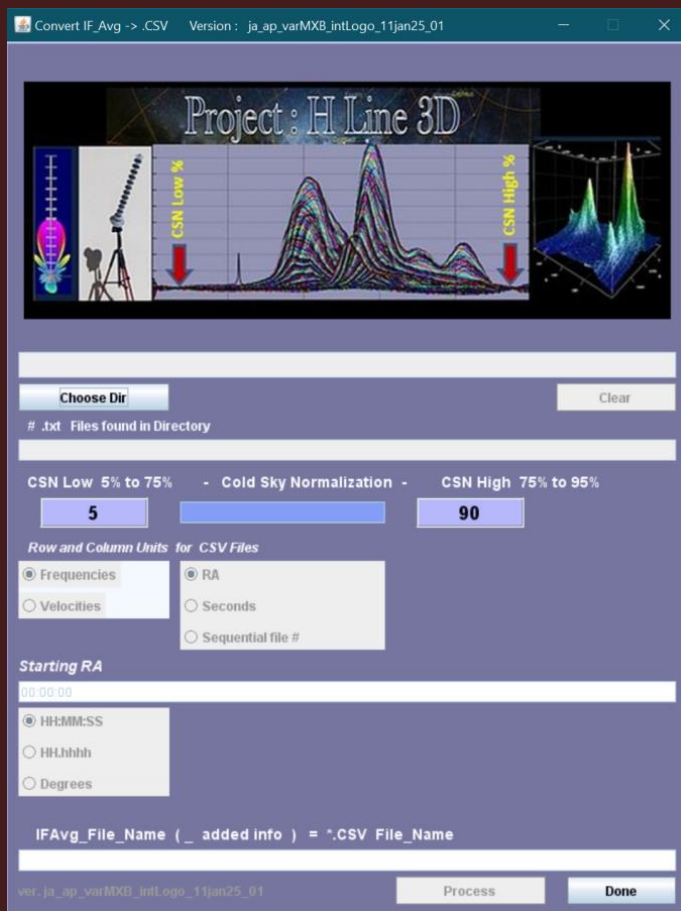 Convert IF_Avg -> .CSV Version : ja_ap_varMXB_intLogo_11jan25_01
Project : H Line 3D
CSN Low %
CSN High %
Choose Dir
Clear
# .txt Files found in Directory
CSN Low 5% to 75% - Cold Sky Normalization - CSN High 75% to 95%
5
90
Row and Column Units for CSV Files
Frequencies
RA
Velocities
Seconds
Sequential file #
Starting RA
00:00:00
HH:MM:SS
HH.hhhh
Degrees
IFAvg_File_Name ( _ added info ) = *.CSV File_Name
ver. ja_ap_varMXB_intLogo_11jan25_01
Process
Done